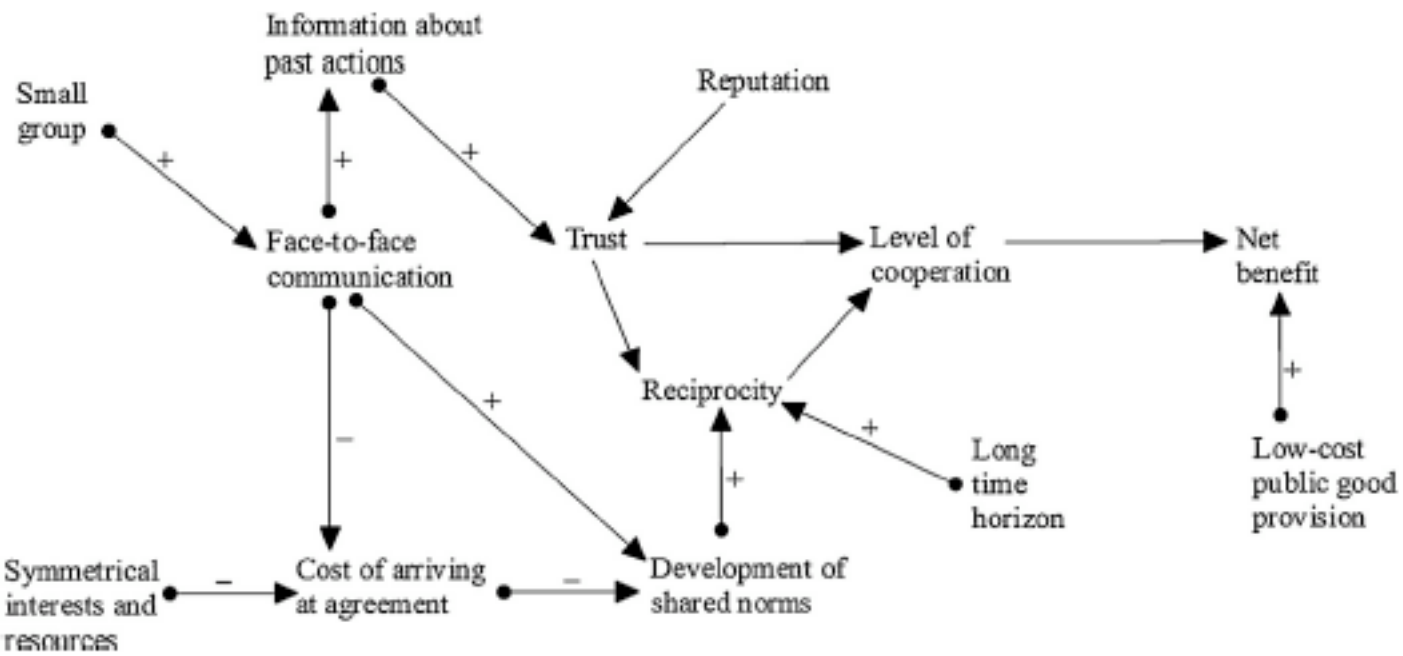 Information about
past actions
Small
group
Reputation
+
+
+
Face-to-face
communication
Trust
Level of
cooperation
Net
benefit
+
Reciprocity
+
+
–
Long
time
horizon
Low-cost
public good
provision
+
Symmetrical
interests and
resources
–
Cost of arriving
at agreement
–
Development of
shared norms